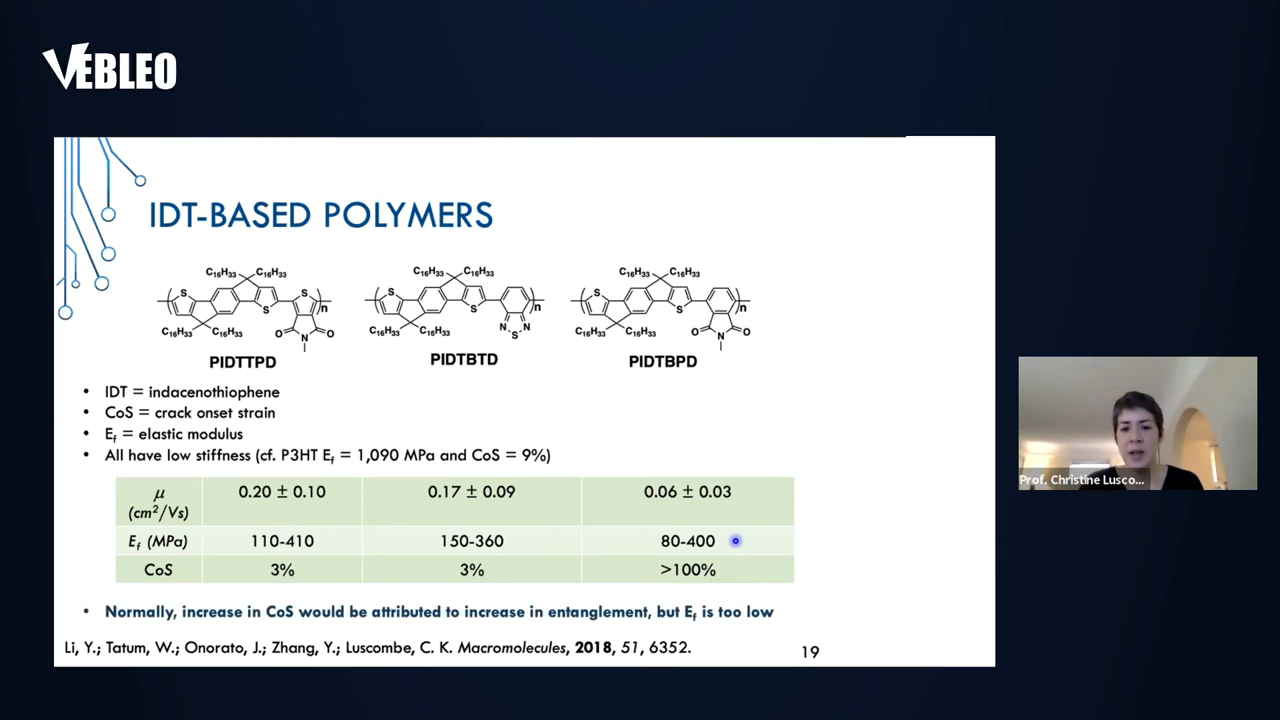 VEBLEO
IDT-BASED POLYMERS
C16H33 C16H33 C16H33 C16H33 C16H33 C16H33
S S n S n S n
S S S
C16H33 C16H33 O N O C16H33 C16H33 N S N C16H33 C16H33 O N O
PIDTTPD PIDTBTD PIDTBPD
• IDT = indacenothiophene
• CoS = crack onset strain
• Ef = elastic modulus
• All have low stiffness (cf. P3HT Ef = 1,090 MPa and CoS = 9%)
μ (cm²/Vs) 0.20 ± 0.10 0.17 ± 0.09 0.06 ± 0.03
Ef (MPa) 110-410 150-360 80-400
CoS 3% 3% >100%
• Normally, increase in CoS would be attributed to increase in entanglement, but Ef is too low
Li, Y.; Tatum, W.; Onorato, J.; Zhang, Y.; Luscombe, C. K. Macromolecules, 2018, 51, 6352.
19
Prof. Christine Lusco...